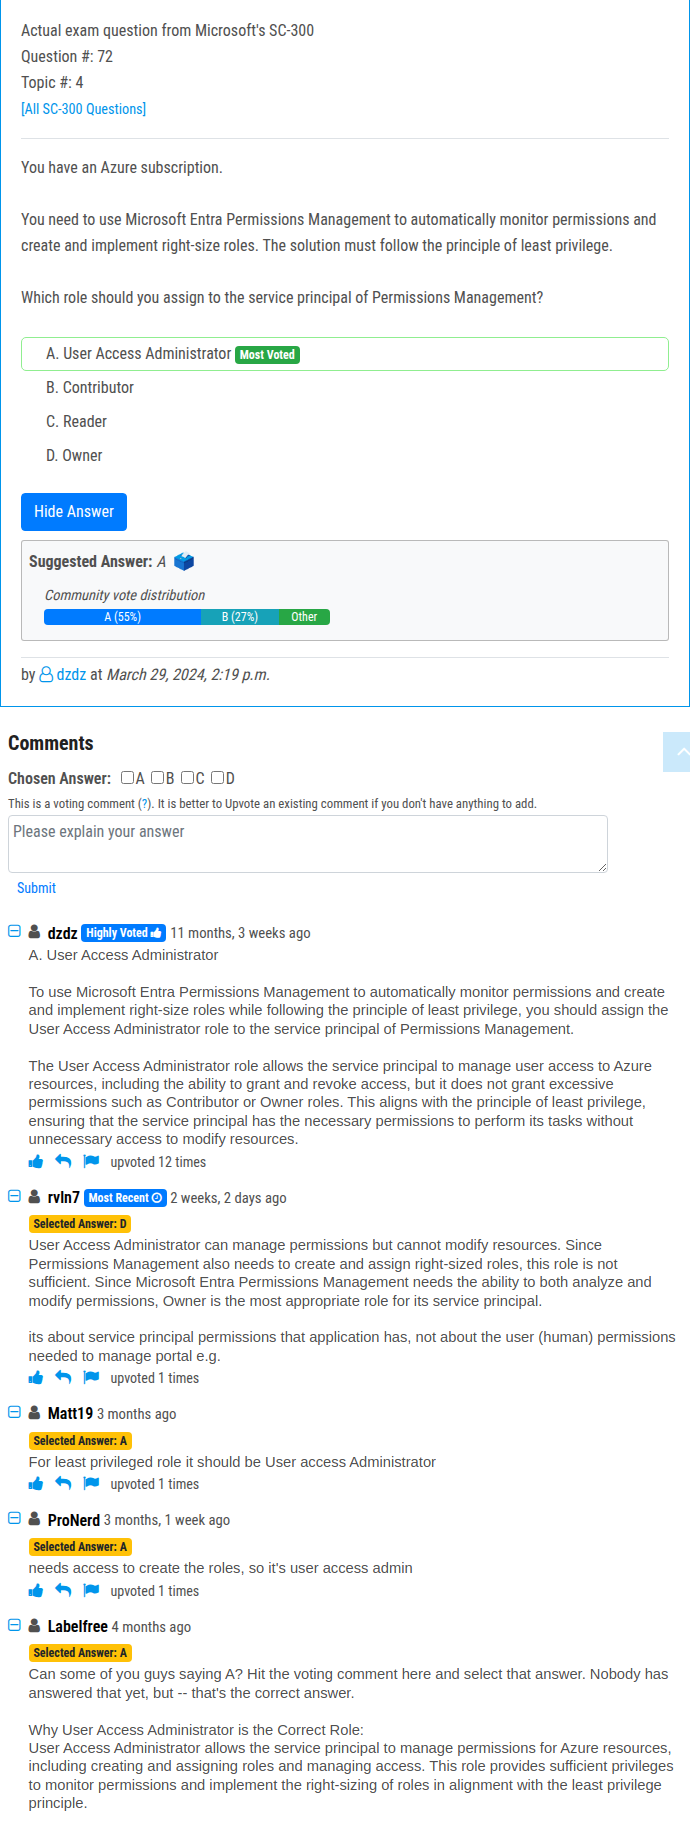 Actual exam question from Microsoft's SC-300
Question #: 72
Topic #: 4
[All SC-300 Questions]
You have an Azure subscription.
You need to use Microsoft Entra Permissions Management to automatically monitor permissions and
create and implement right-size roles. The solution must follow the principle of least privilege.
Which role should you assign to the service principal of Permissions Management?
A. User Access Administrator Most Voted
B. Contributor
C. Reader
D. Owner
Hide Answer
Suggested Answer: A
Community vote distribution
A (55%) B (27%) Other
by dzdz at March 29, 2024, 2:19 p.m.
Comments
Chosen Answer: A B C D
This is a voting comment (?). It is better to Upvote an existing comment if you don't have anything to add.
Please explain your answer
Submit
dzdz Highly Voted 11 months, 3 weeks ago
A. User Access Administrator
To use Microsoft Entra Permissions Management to automatically monitor permissions and create
and implement right-size roles while following the principle of least privilege, you should assign the
User Access Administrator role to the service principal of Permissions Management.
The User Access Administrator role allows the service principal to manage user access to Azure
resources, including the ability to grant and revoke access, but it does not grant excessive
permissions such as Contributor or Owner roles. This aligns with the principle of least privilege,
ensuring that the service principal has the necessary permissions to perform its tasks without
unnecessary access to modify resources.
upvoted 12 times
rvln7 Most Recent 2 weeks, 2 days ago
Selected Answer: D
User Access Administrator can manage permissions but cannot modify resources. Since
Permissions Management also needs to create and assign right-sized roles, this role is not
sufficient. Since Microsoft Entra Permissions Management needs the ability to both analyze and
modify permissions, Owner is the most appropriate role for its service principal.
its about service principal permissions that application has, not about the user (human) permissions
needed to manage portal e.g.
upvoted 1 times
Matt19 3 months ago
Selected Answer: A
For least privileged role it should be User access Administrator
upvoted 1 times
ProNerd 3 months, 1 week ago
Selected Answer: A
needs access to create the roles, so it's user access admin
upvoted 1 times
Labelfree 4 months ago
Selected Answer: A
Can some of you guys saying A? Hit the voting comment here and select that answer. Nobody has
answered that yet, but -- that's the correct answer.
Why User Access Administrator is the Correct Role:
User Access Administrator allows the service principal to manage permissions for Azure resources,
including creating and assigning roles and managing access. This role provides sufficient privileges
to monitor permissions and implement the right-sizing of roles in alignment with the least privilege
principle.